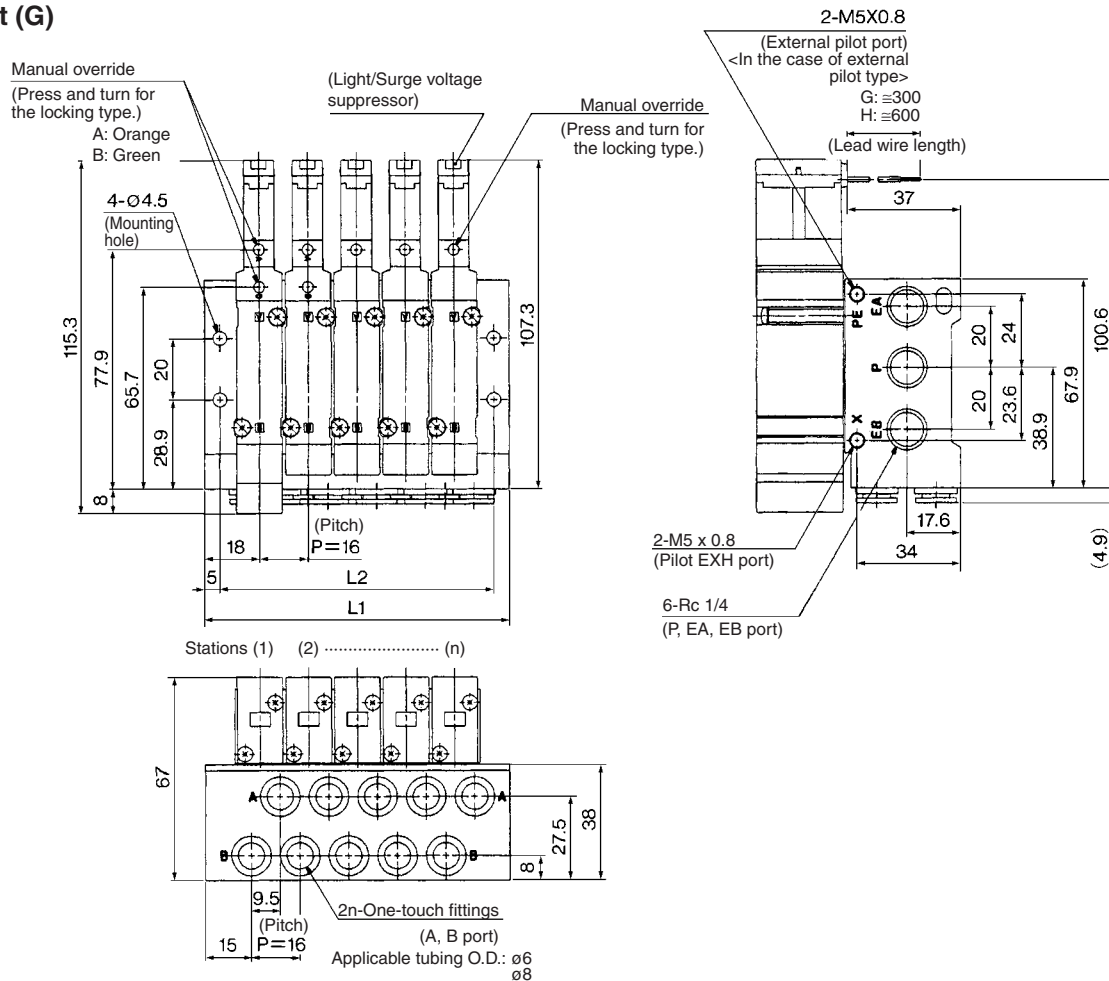 t (G)
Manual override
(Press and turn for
the locking type.)
A: Orange
B: Green
(Light/Surge voltage
suppressor)
Manual override
(Press and turn for
the locking type.)
2-M5X0.8
(External pilot port)
<In the case of external
pilot type>
G: ≅300
H: ≅600
(Lead wire length)
37
4-Ø4.5
(Mounting
hole)
115.3
77.9
65.7
20
28.9
8
107.3
18
(Pitch)
P=16
5
L2
L1
PE
EA
P
X
EB
20
24
20
23.6
38.9
67.9
100.6
17.6
34
(4.9)
2-M5 x 0.8
(Pilot EXH port)
6-Rc 1/4
(P, EA, EB port)
Stations (1) (2) ························ (n)
67
A
A
B
B
27.5
38
8
9.5
(Pitch)
15
P=16
2n-One-touch fittings
(A, B port)
Applicable tubing O.D.: ø6
ø8